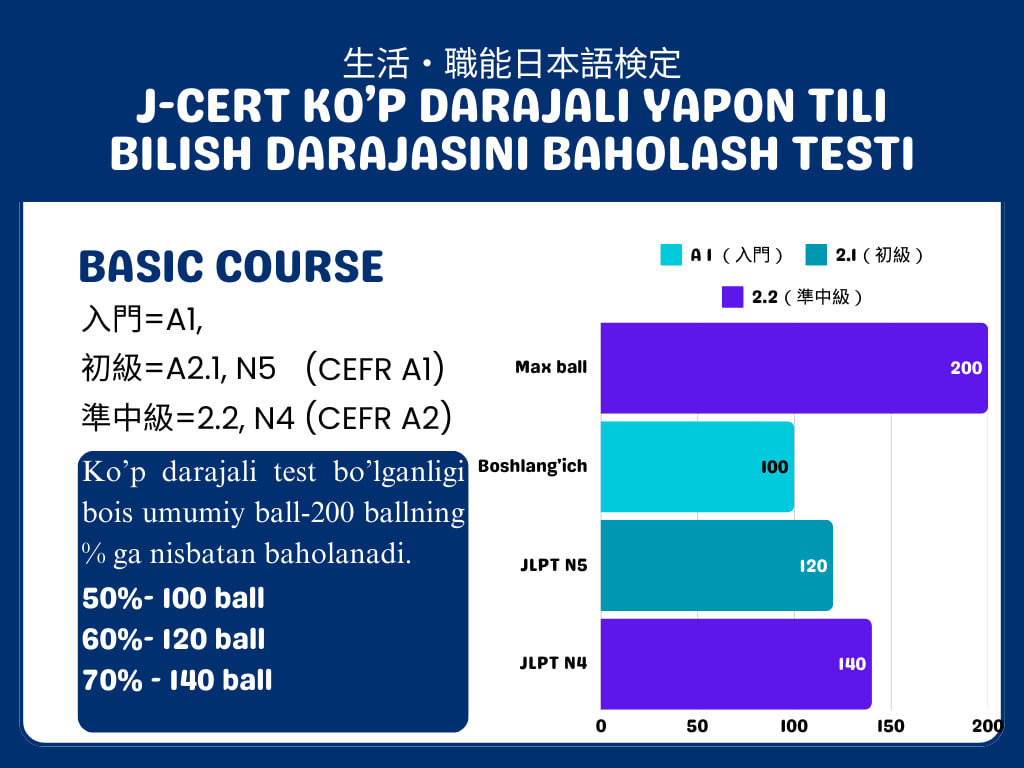 生活・職能日本語検定
J-CERT KO’P DARAJALI YAPON TILI
BILISH DARAJASINI BAHOLASH TESTI
BASIC COURSE
入門=A1,
初級=A2.1, N5 (CEFR A1)
準中級=2.2, N4 (CEFR A2)
Ko’p darajali test bo’lganligi
bois umumiy ball-200 ballning
% ga nisbatan baholanadi.
50%- 100 ball
60%- 120 ball
70% - 140 ball
A 1 ( 入門 ) 2.1 ( 初級 )
2.2 ( 準中級 )
Max ball 200
Boshlang'ich 100
JLPT N5 120
JLPT N4 140
0 50 100 150 200